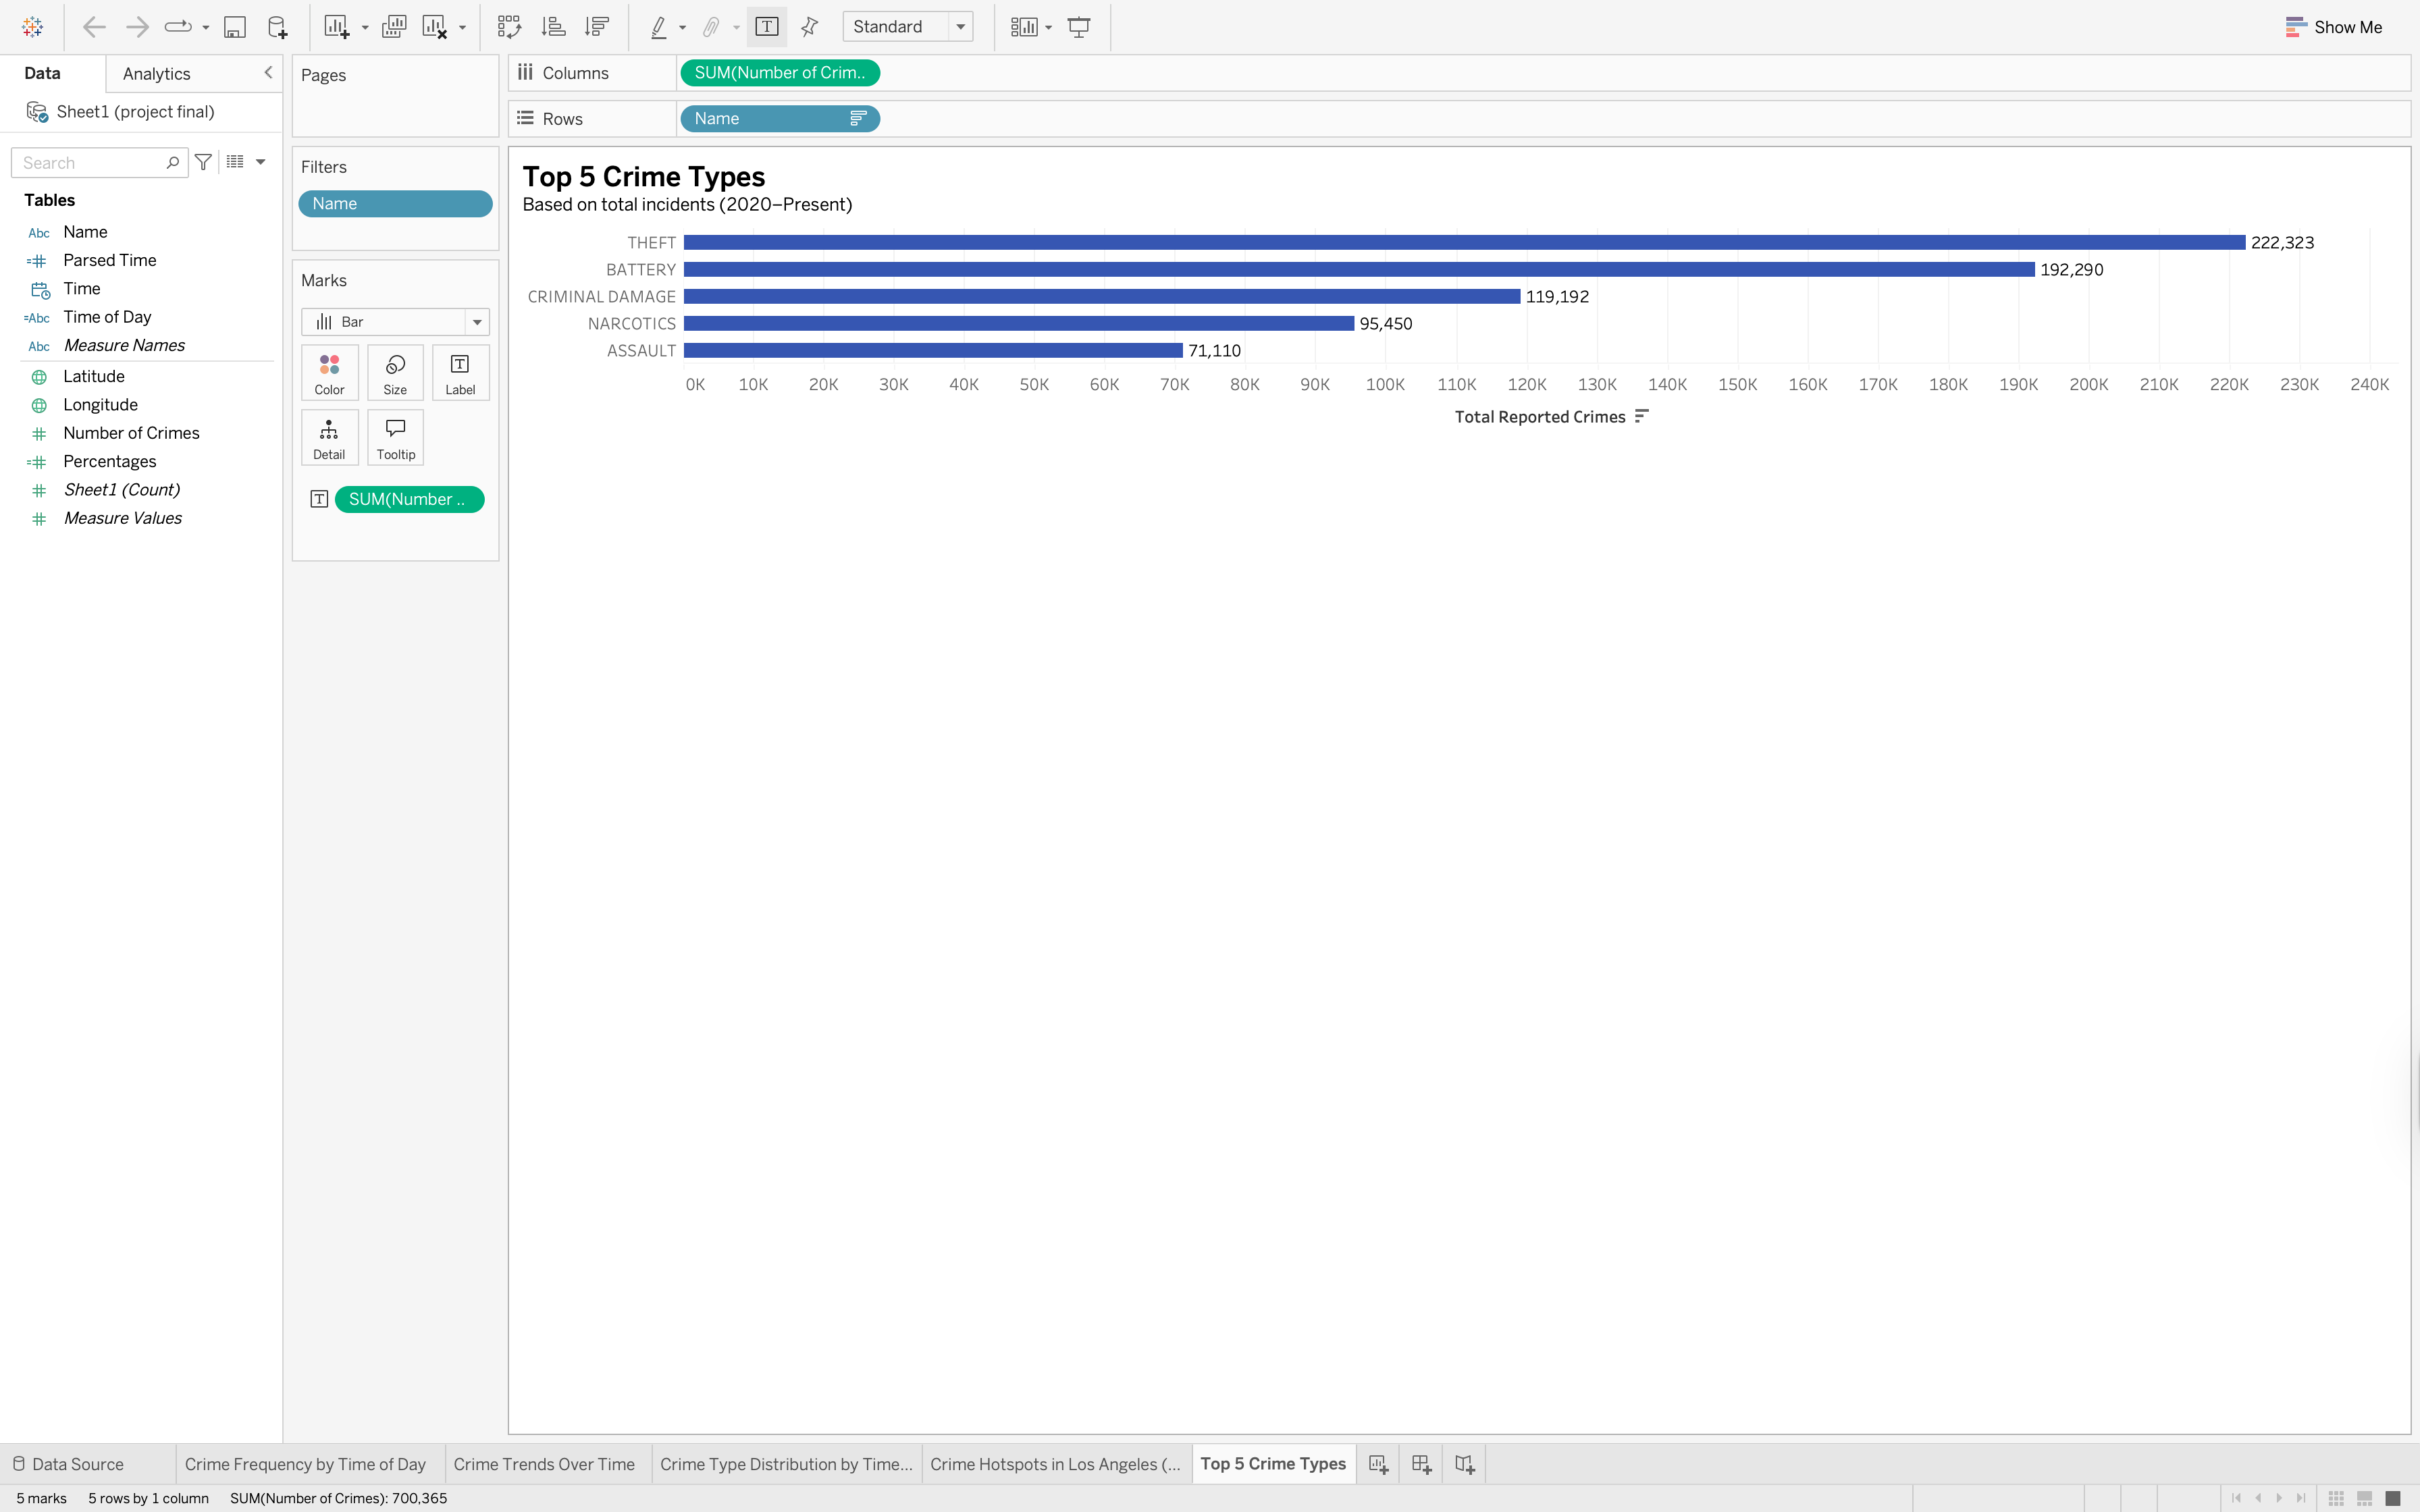 Standard
Show Me
Data
Analytics
Sheet1 (project final)
Search
Tables
Abc Name
=# Parsed Time
Time
=Abc Time of Day
Abc Measure Names
Latitude
Longitude
# Number of Crimes
=# Percentages
# Sheet1 (Count)
# Measure Values
Pages
Filters
Name
Marks
Bar
Color
Size
T
Label
Detail
Tooltip
T SUM(Number ..
Columns
SUM(Number of Crim..
Rows
Name
Top 5 Crime Types
Based on total incidents (2020–Present)
THEFT 222,323
BATTERY 192,290
CRIMINAL DAMAGE 119,192
NARCOTICS 95,450
ASSAULT 71,110
0K 10K 20K 30K 40K 50K 60K 70K 80K 90K 100K 110K 120K 130K 140K 150K 160K 170K 180K 190K 200K 210K 220K 230K 240K
Total Reported Crimes
Data Source
Crime Frequency by Time of Day
Crime Trends Over Time
Crime Type Distribution by Time...
Crime Hotspots in Los Angeles (...
Top 5 Crime Types
5 marks
5 rows by 1 column
SUM(Number of Crimes): 700,365